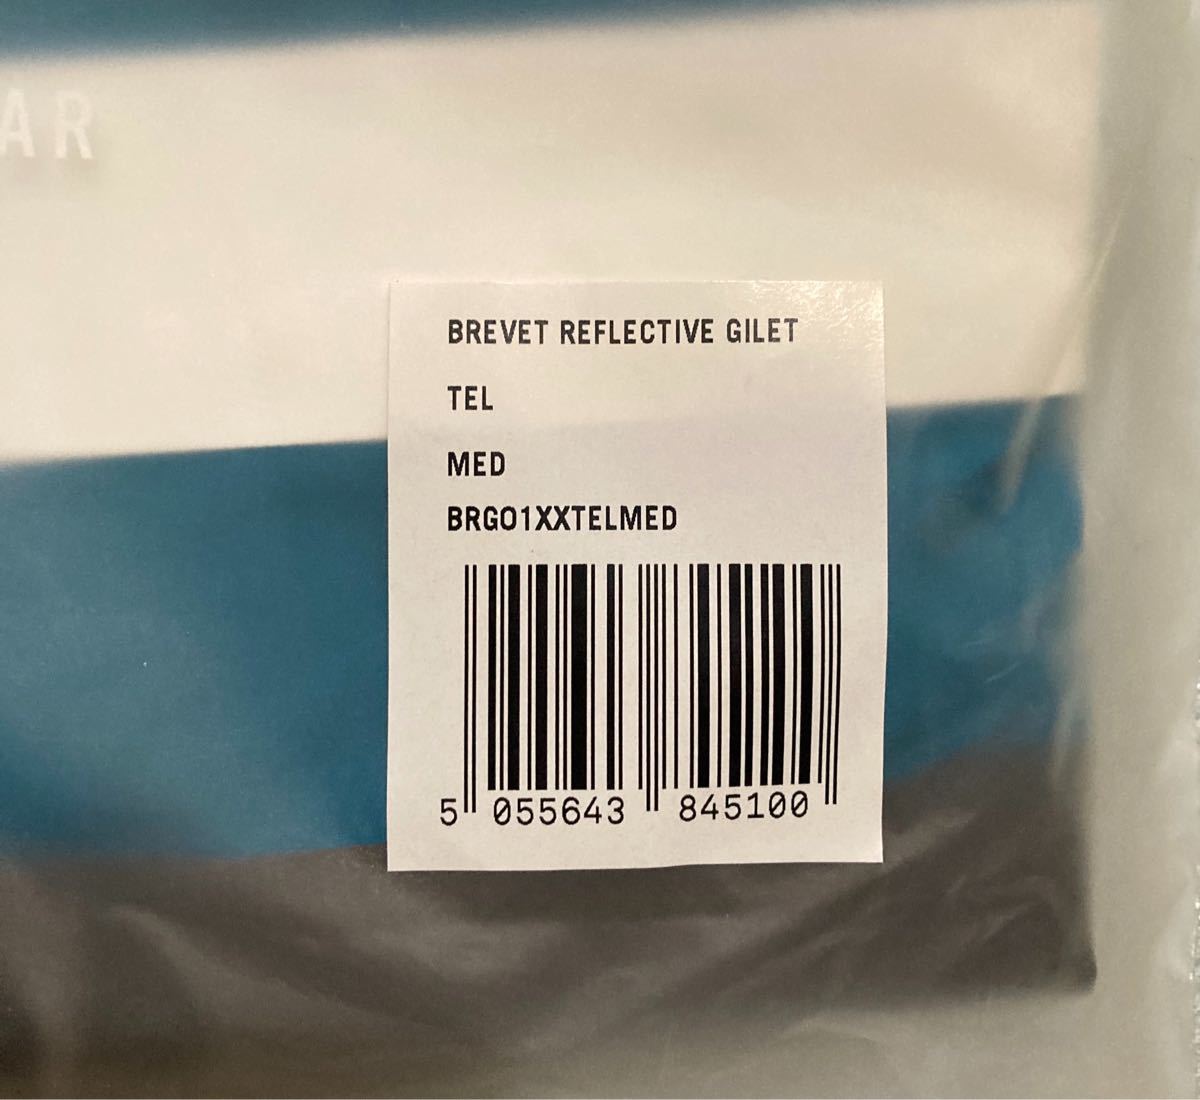 AR
BREVET REFLECTIVE GILET
TEL
MED
BRG01XXTELMED
5 055643 845100